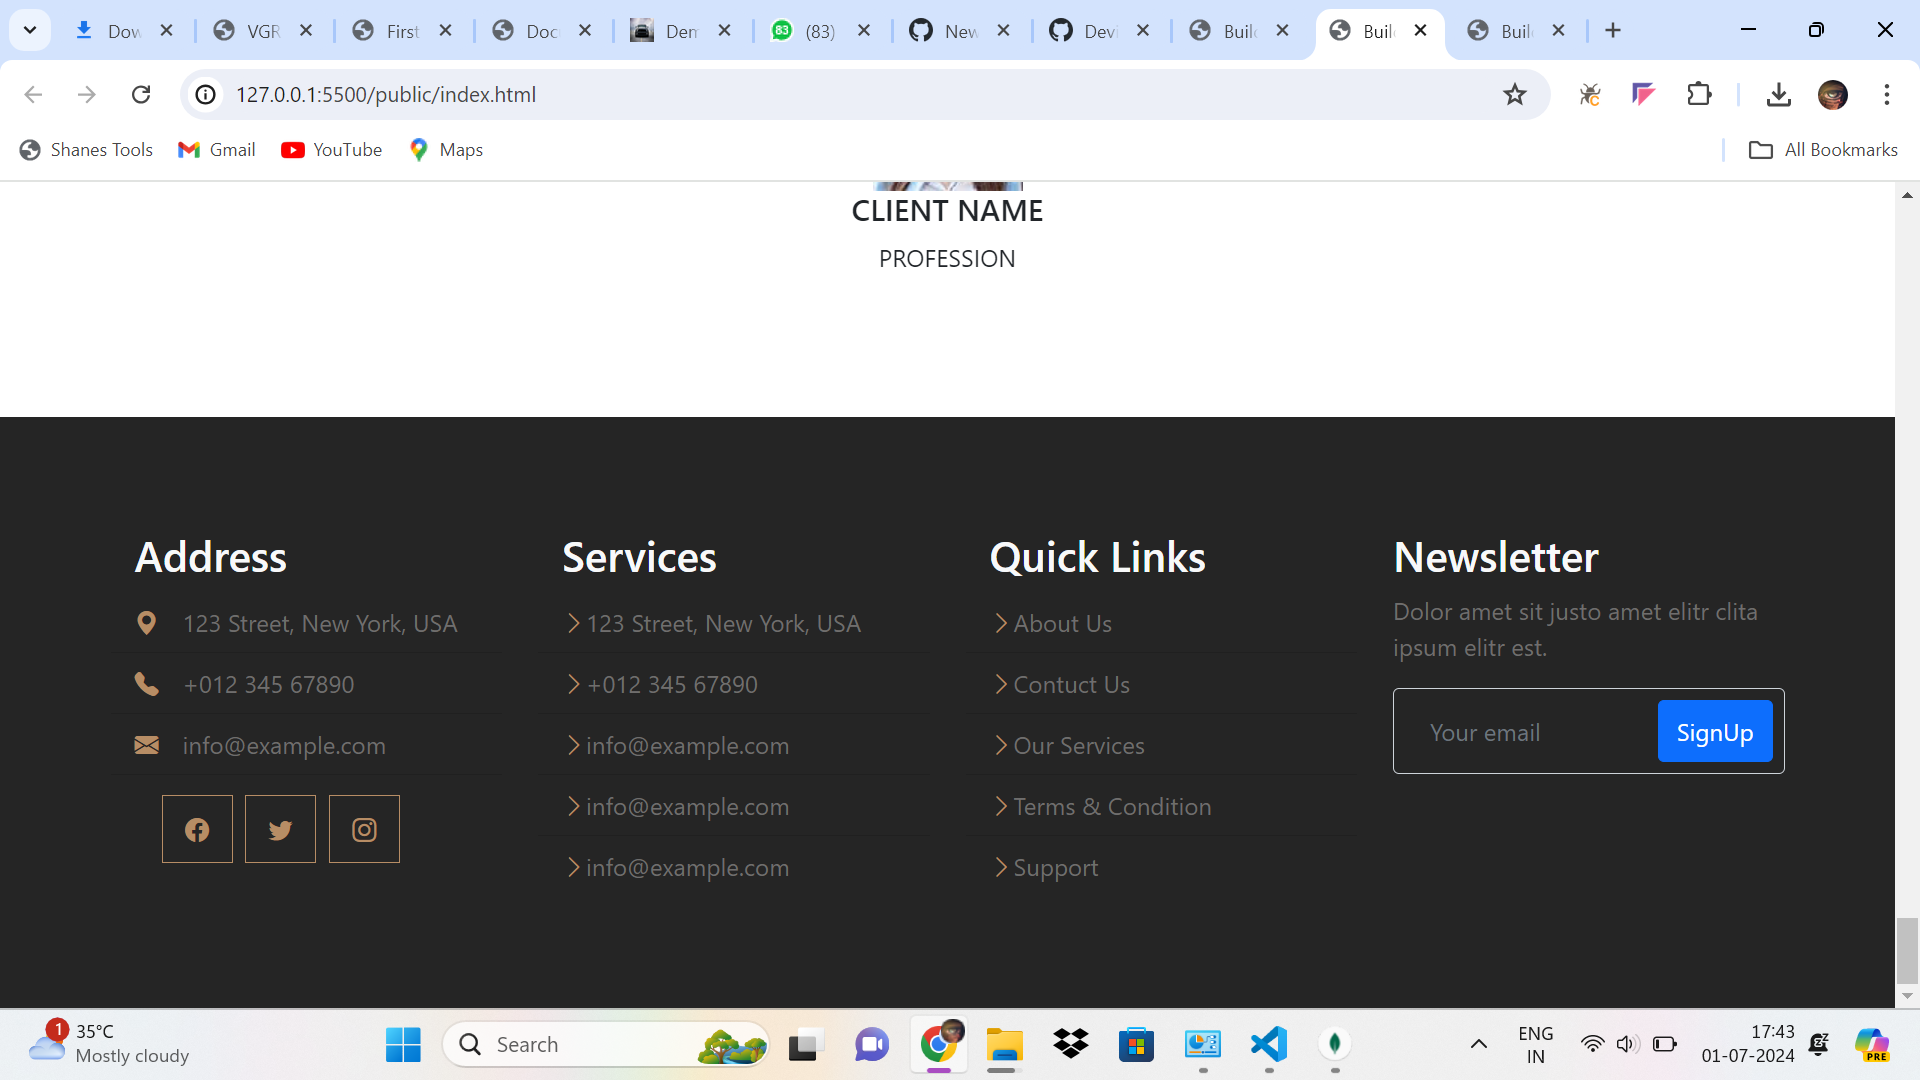 Dow
VGR
First
Doc
Dem
(83)
New
Devi
Buil
Buil
Buil
127.0.0.1:5500/public/index.html
Shanes Tools
Gmail
YouTube
Maps
All Bookmarks
CLIENT NAME
PROFESSION
Address
123 Street, New York, USA
+012 345 67890
info@example.com
Services
123 Street, New York, USA
+012 345 67890
info@example.com
info@example.com
info@example.com
Quick Links
About Us
Contuct Us
Our Services
Terms & Condition
Support
Newsletter
Dolor amet sit justo amet elitr clita
ipsum elitr est.
Your email
SignUp
1
35°C
Mostly cloudy
Search
ENG
IN
17:43
01-07-2024
PRE